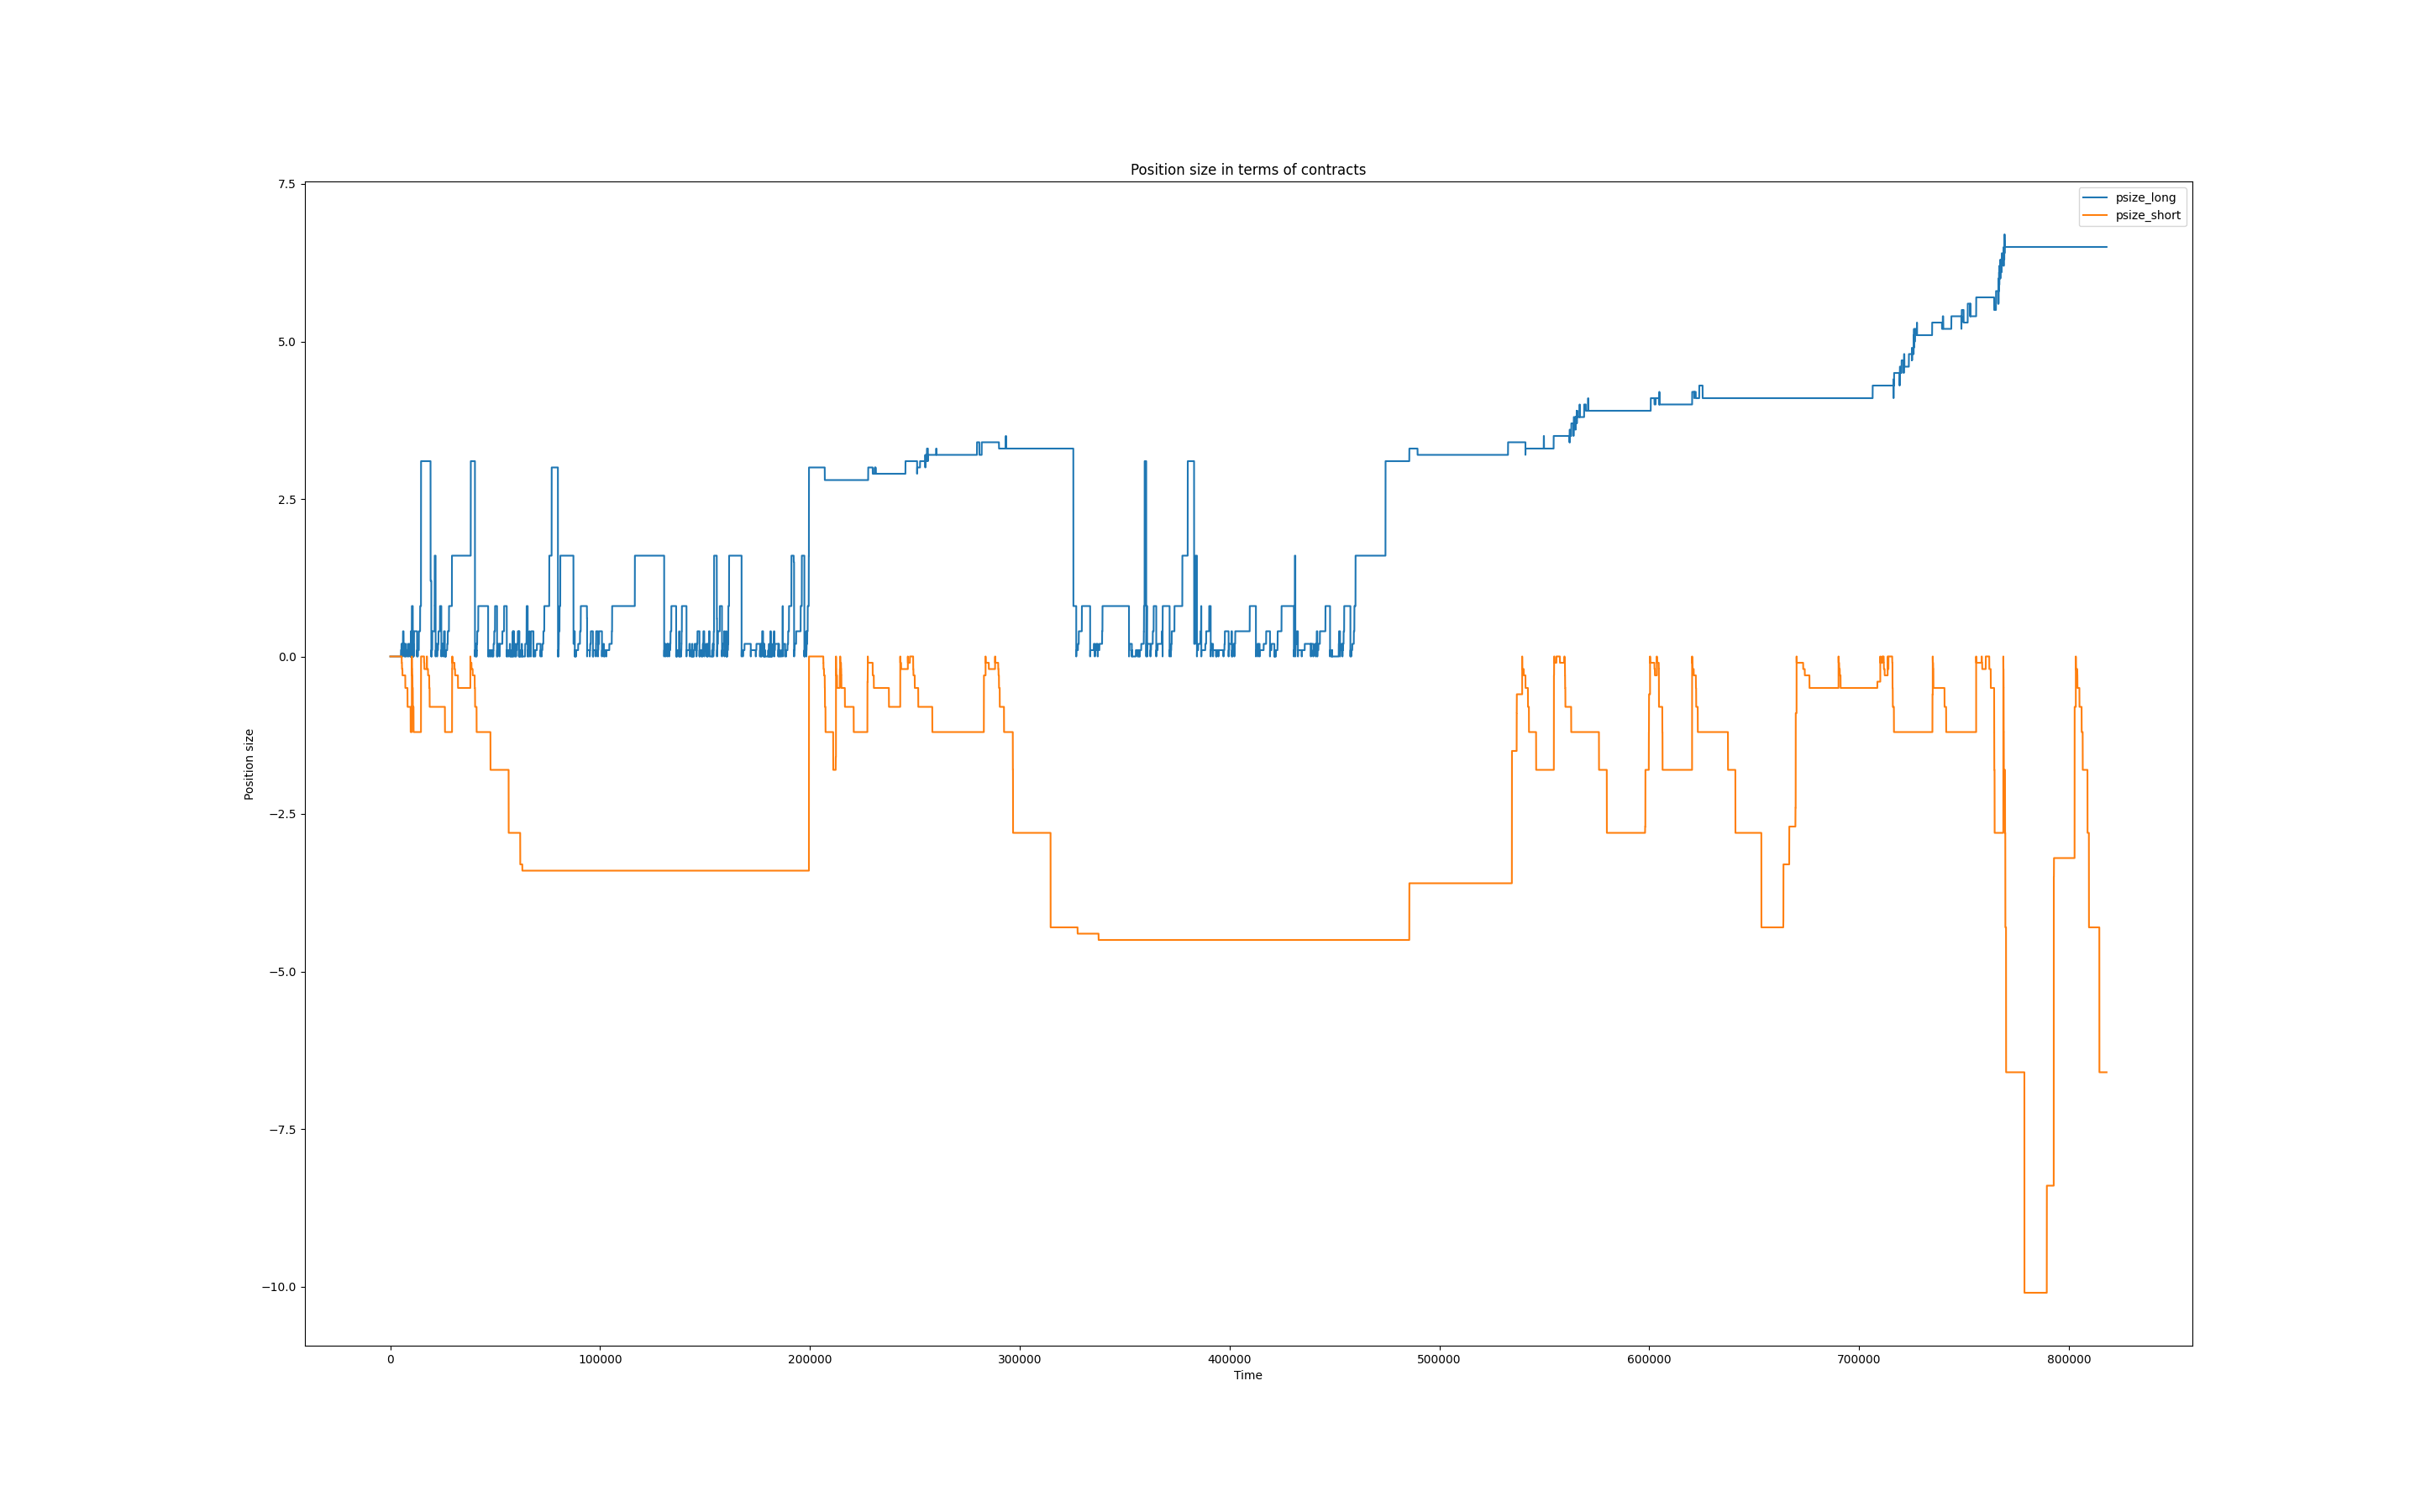 Position size in terms of contracts
7.5
psize_long
psize_short
5.0
2.5
0.0
Position size
−2.5
−5.0
−7.5
−10.0
0 100000 200000 300000 400000 500000 600000 700000 800000
Time